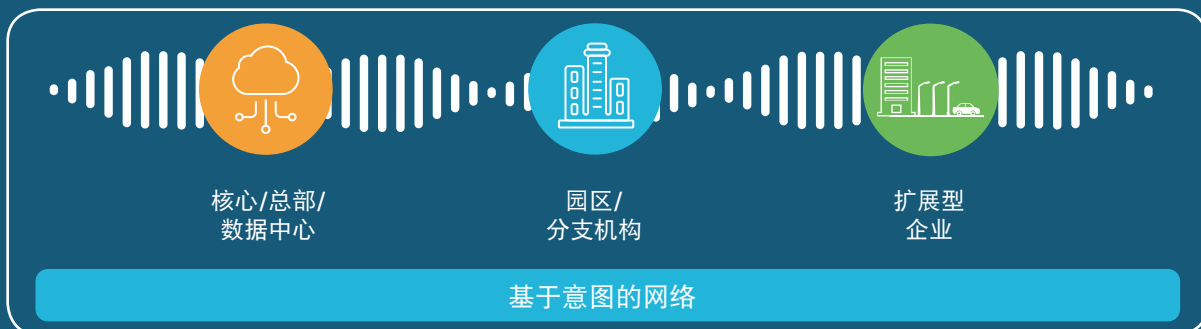 核心/总部/
数据中心
园区/
分支机构
扩展型
企业
基于意图的网络